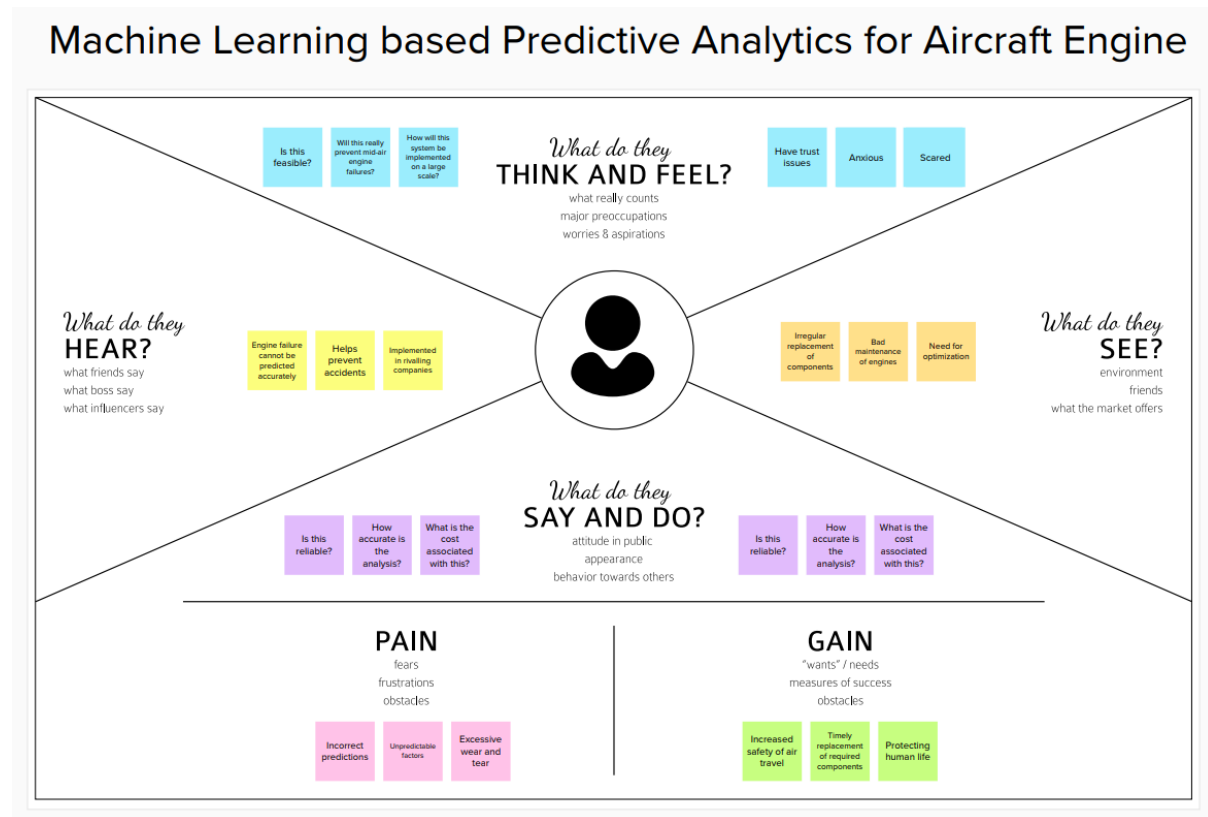 Machine Learning based Predictive Analytics for Aircraft Engine
Is this
feasible?
Will this really
prevent mid-air
engine
failures?
How will this
system be
implemented
on a large
scale?
What do they
THINK AND FEEL?
what really counts
major preoccupations
worries & aspirations
Have trust
issues
Anxious
Scared
What do they
HEAR?
what friends say
what boss say
what influencers say
Engine failure
cannot be
predicted
accurately
Helps
prevent
accidents
Implemented
in rivalling
companies
Irregular
replacement
of
components
Bad
maintenance
of engines
Need for
optimization
What do they
SEE?
environment
friends
what the market offers
What do they
SAY AND DO?
attitude in public
appearance
behavior towards others
Is this
reliable?
How
accurate is
the
analysis?
What is the
cost
associated
with this?
Is this
reliable?
How
accurate is
the
analysis?
What is the
cost
associated
with this?
PAIN
fears
frustrations
obstacles
Incorrect
predictions
Unpredictable
factors
Excessive
wear and
tear
GAIN
"wants" / needs
measures of success
obstacles
Increased
safety of air
travel
Timely
replacement
of required
components
Protecting
human life